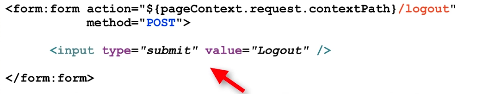 <form:form action="${pageContext.request.contextPath}/logout"
method="POST">
<input type="submit" value="Logout" />
</form:form>